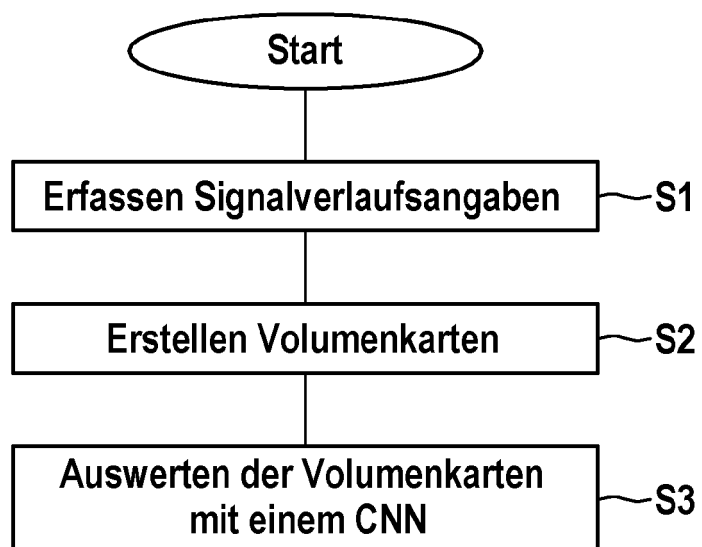 Start
Erfassen Signalverlaufsangaben
S1
Erstellen Volumenkarten
S2
Auswerten der Volumenkarten
mit einem CNN
S3